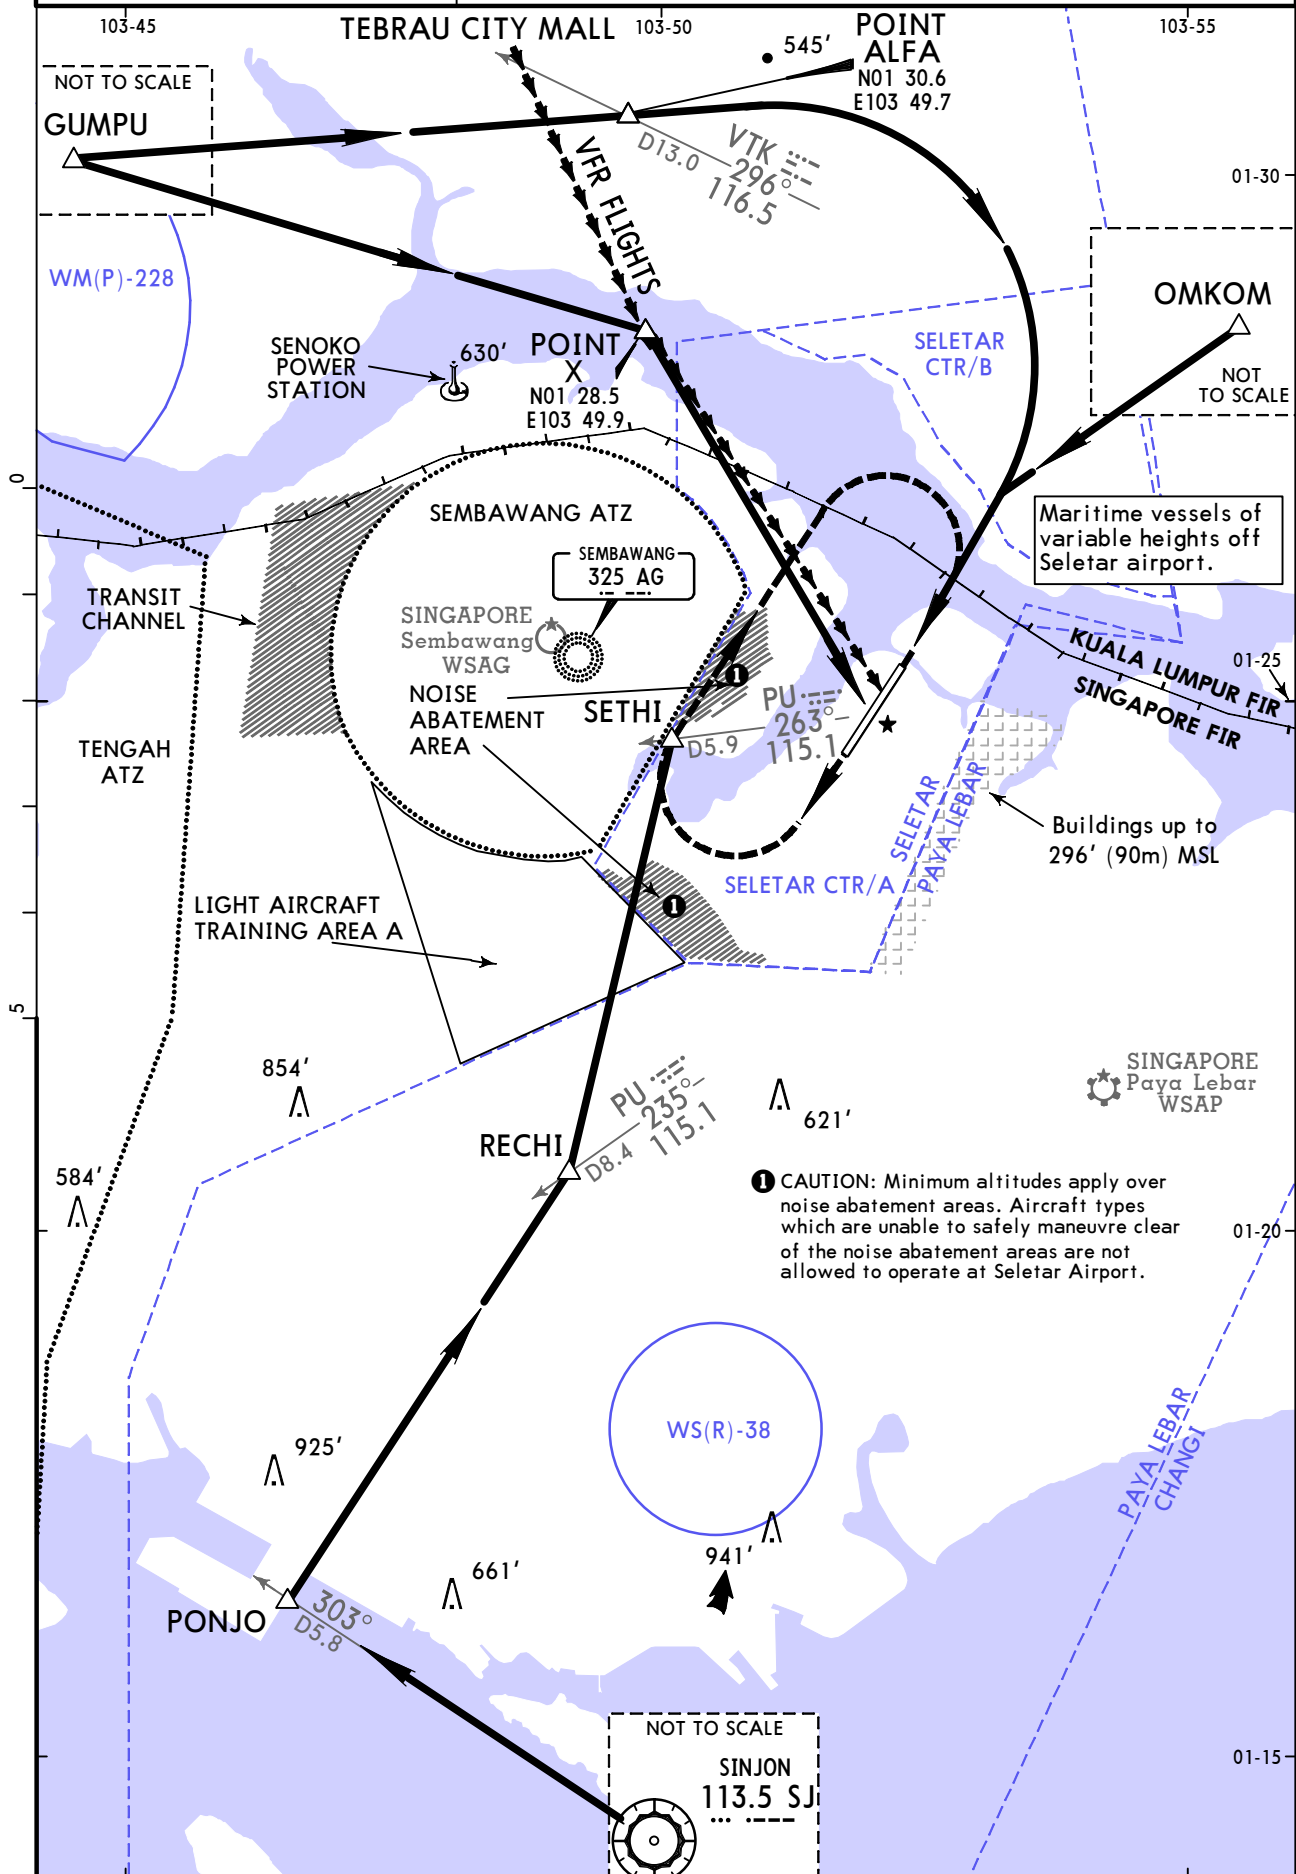 103-45
103-50
103-55
TEBRAU CITY MALL
545'
POINT
ALFA
N01 30.6
E103 49.7
NOT TO SCALE
GUMPU
D13.0
VTK
296°
116.5
VFR FLIGHTS
01-30
WM(P)-228
OMKOM
NOT
TO SCALE
SENOKO
POWER
STATION
630'
POINT
X
N01 28.5
E103 49.9
SELETAR
CTR/B
0
SEMBAWANG ATZ
SEMBAWANG
325 AG
Maritime vessels of
variable heights off
Seletar airport.
TRANSIT
CHANNEL
SINGAPORE
Sembawang
WSAG
KUALA LUMPUR FIR
SINGAPORE FIR
01-25
NOISE
ABATEMENT
AREA
1
SETHI
PU
263°
115.1
D5.9
TENGAH
ATZ
SELETAR
PAYA LEBAR
Buildings up to
296' (90m) MSL
SELETAR CTR/A
1
LIGHT AIRCRAFT
TRAINING AREA A
5
854'
PU
235°
115.1
D8.4
RECHI
621'
SINGAPORE
Paya Lebar
WSAP
584'
1 CAUTION: Minimum altitudes apply over
noise abatement areas. Aircraft types
which are unable to safely maneuvre clear
of the noise abatement areas are not
allowed to operate at Seletar Airport.
01-20
WS(R)-38
PAYA LEBAR
CHANGI
925'
941'
661'
PONJO
303°
D5.8
NOT TO SCALE
SINJON
113.5 SJ
01-15